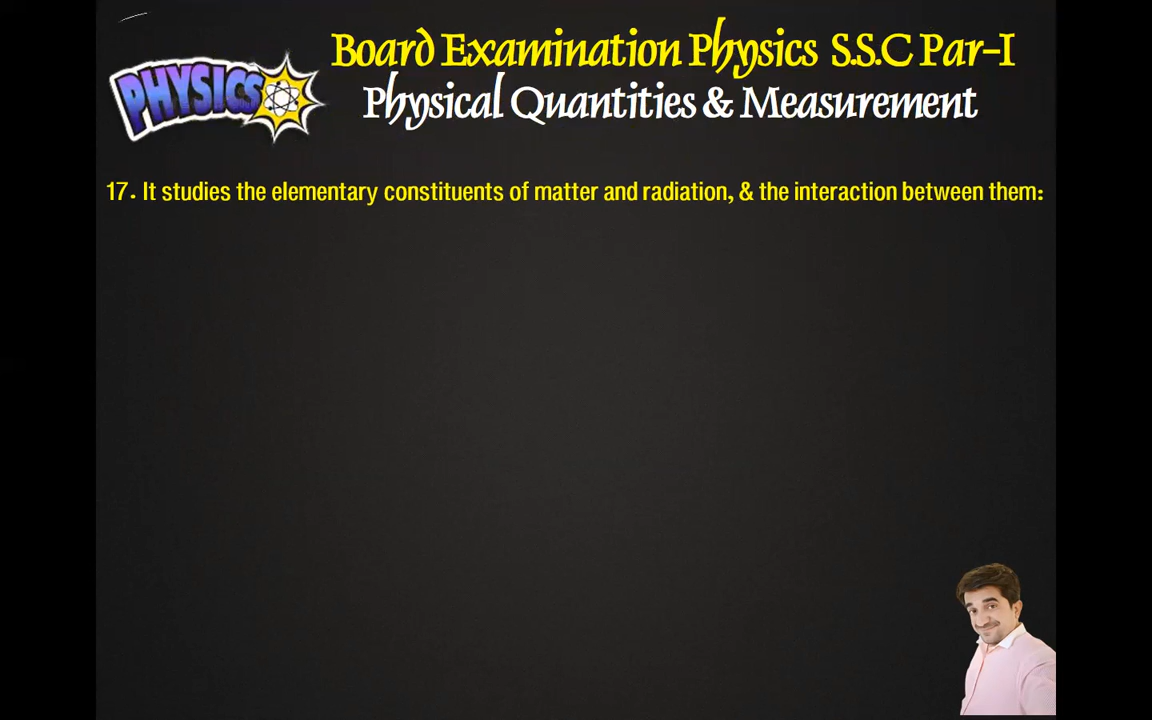 PHYSICS
Board Examination Physics S.S.C Par-I
Physical Quantities & Measurement
17. It studies the elementary constituents of matter and radiation, & the interaction between them: